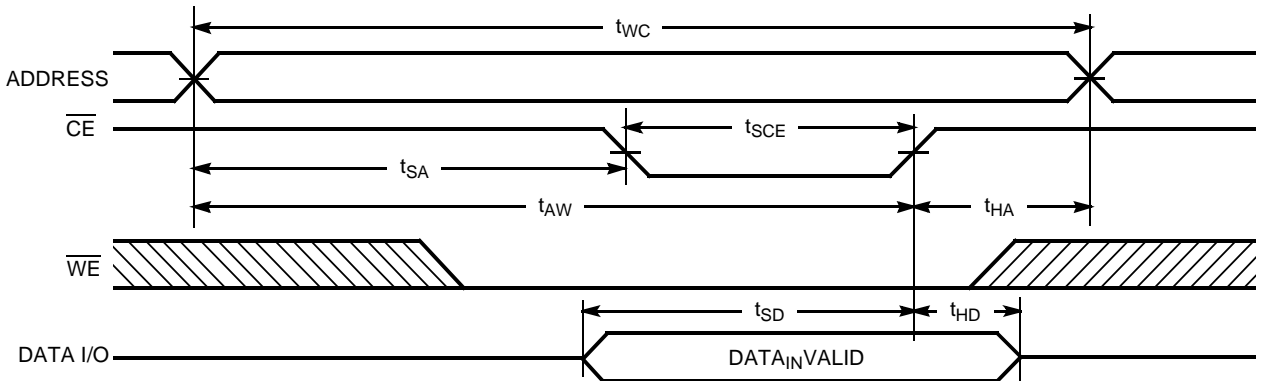 tWC
ADDRESS
CE
tSCE
tSA
tAW
tHA
WE
tSD
tHD
DATA I/O
DATAINVALID